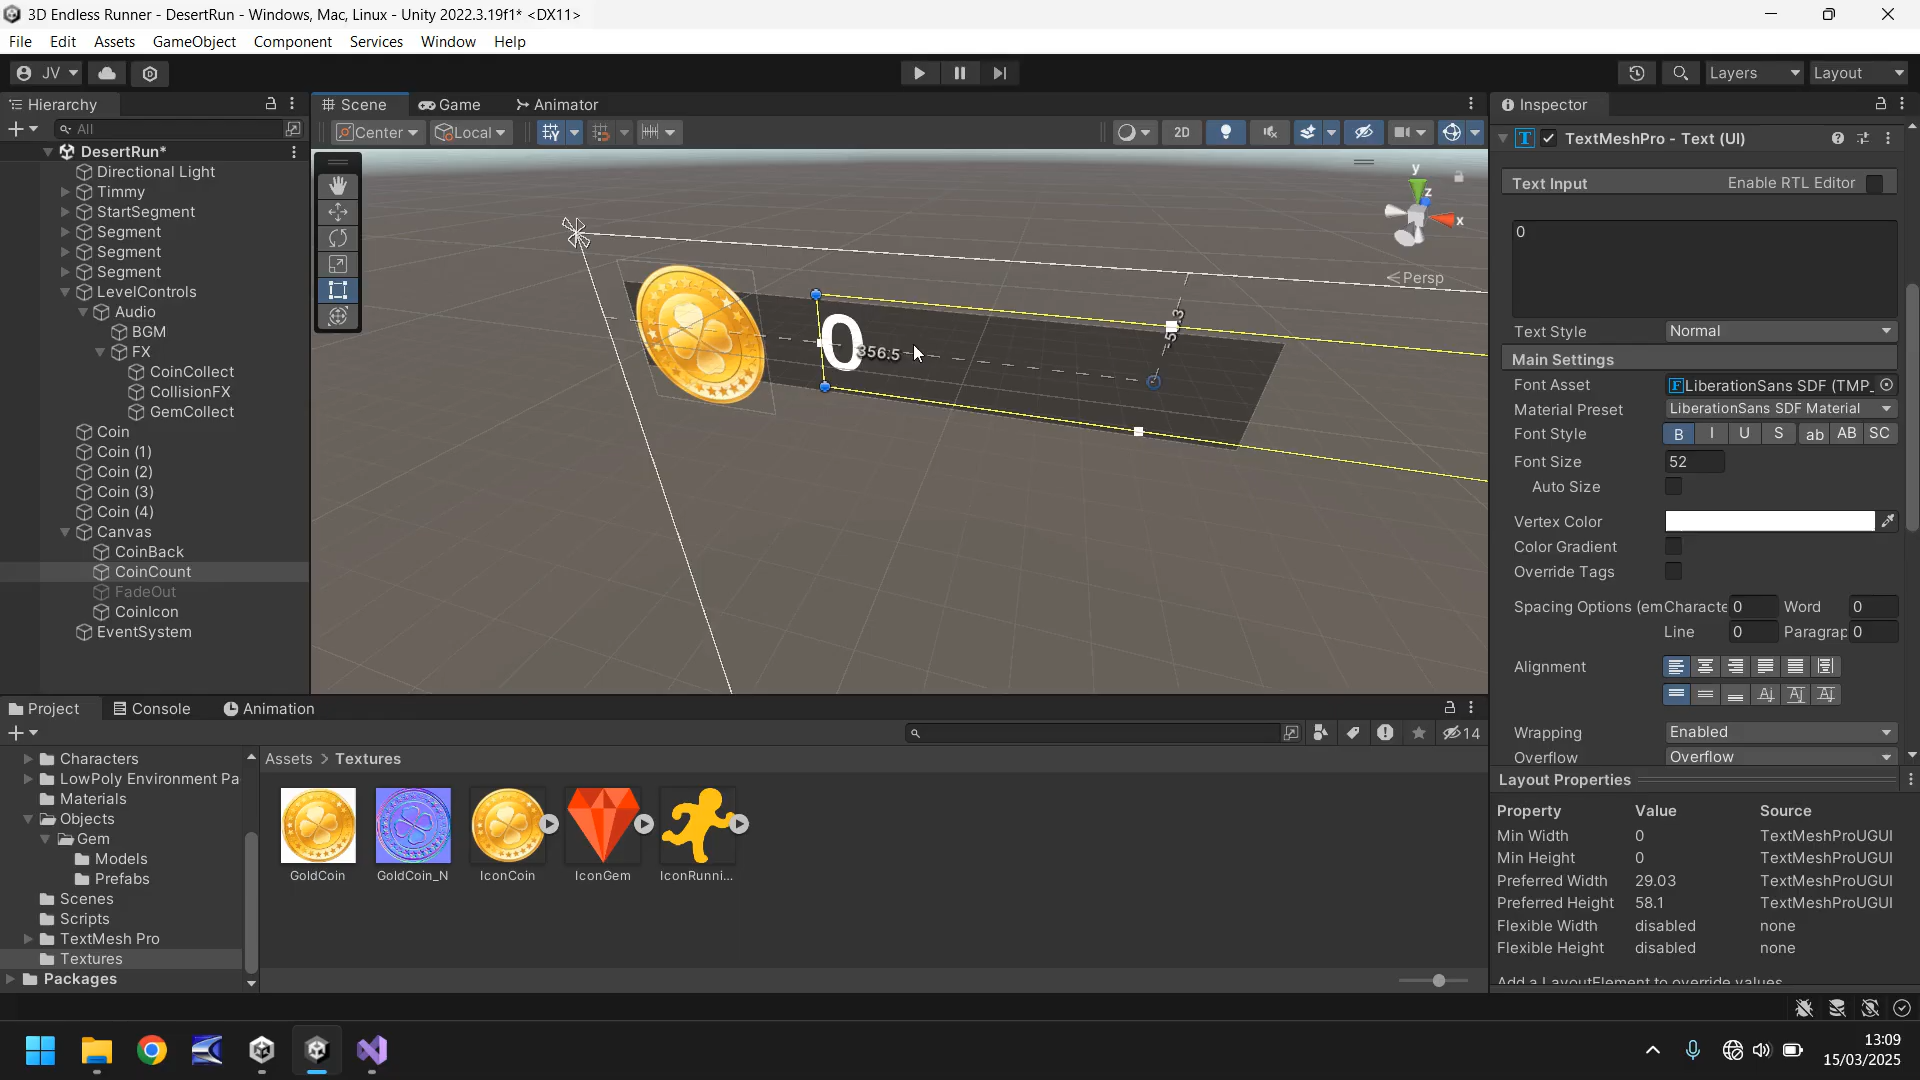 3D Endless Runner - DesertRun - Windows, Mac, Linux - Unity 2022.3.19f1* <DX11>
File Edit Assets GameObject Component Services Window Help
JV Layers Layout
Hierarchy Scene Game Animator Inspector
All Center Local 2D TextMeshPro - Text (UI)
DesertRun*
Directional Light
Timmy
StartSegment
Segment
Segment
Segment
LevelControls
Audio
BGM
FX
CoinCollect
CollisionFX
GemCollect
Coin
Coin (1)
Coin (2)
Coin (3)
Coin (4)
Canvas
CoinBack
CoinCount
FadeOut
CoinIcon
EventSystem
y
z
x
Persp
0
356.5
Text Input Enable RTL Editor
0
Text Style Normal
Main Settings
Font Asset LiberationSans SDF (TMP_
Material Preset LiberationSans SDF Material
Font Style B I U S ab AB SC
Font Size 52
Auto Size
Vertex Color
Color Gradient
Override Tags
Spacing Options (em Characte 0 Word 0
Line 0 Paragrap 0
Alignment
Wrapping Enabled
Overflow Overflow
Project Console Animation
14
Characters
LowPoly Environment Pa
Materials
Objects
Gem
Models
Prefabs
Scenes
Scripts
TextMesh Pro
Textures
Packages
Assets > Textures
GoldCoin GoldCoin_N IconCoin IconGem IconRunni...
Layout Properties
Property Value Source
Min Width 0 TextMeshProUGUI
Min Height 0 TextMeshProUGUI
Preferred Width 29.03 TextMeshProUGUI
Preferred Height 58.1 TextMeshProUGUI
Flexible Width disabled none
Flexible Height disabled none
Add a LayoutElement to override values
13:09
15/03/2025